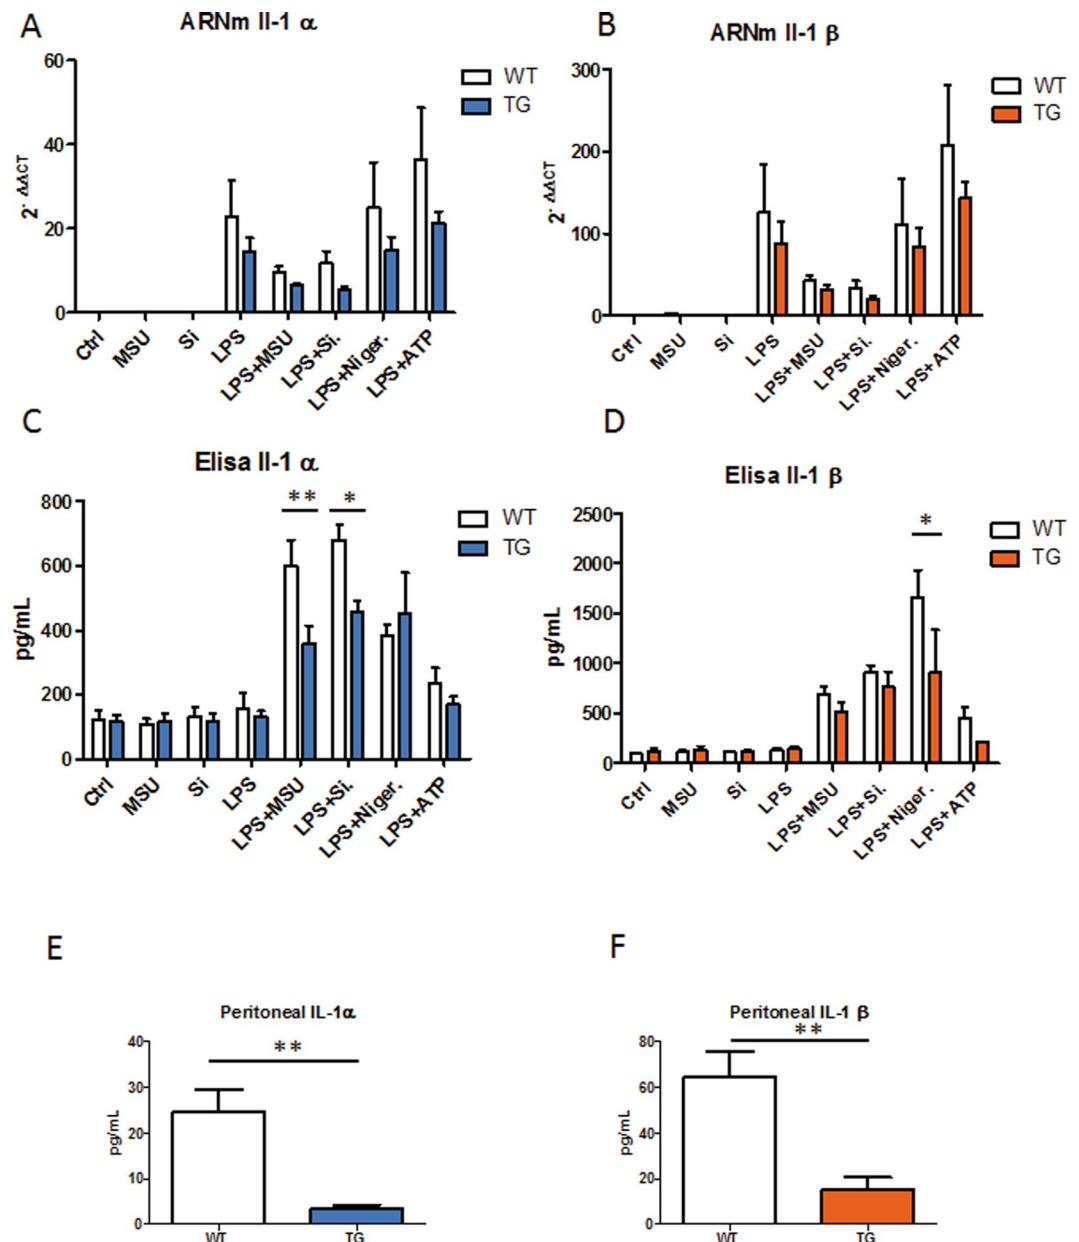 A
ARNm II-1 α
60
40
20
0
2- ΔΔCT
WT
TG
Ctrl
MSU
Si
LPS
LPS+MSU
LPS+Si.
LPS+Niger.
LPS+ATP
B
ARNm II-1 β
300
200
100
0
2- ΔΔCT
WT
TG
Ctrl
MSU
Si
LPS
LPS+MSU
LPS+Si.
LPS+Niger.
LPS+ATP
C
Elisa II-1 α
800
600
400
200
0
pg/mL
**
*
WT
TG
Ctrl
MSU
Si
LPS
LPS+MSU
LPS+Si.
LPS+Niger.
LPS+ATP
D
Elisa II-1 β
2500
2000
1500
1000
500
0
pg/mL
*
WT
TG
Ctrl
MSU
Si
LPS
LPS+MSU
LPS+Si.
LPS+Niger.
LPS+ATP
E
Peritoneal IL-1α
40
30
20
10
0
pg/mL
**
WT
TG
F
Peritoneal IL-1 β
**
80
60
40
20
0
pg/mL
WT
TG